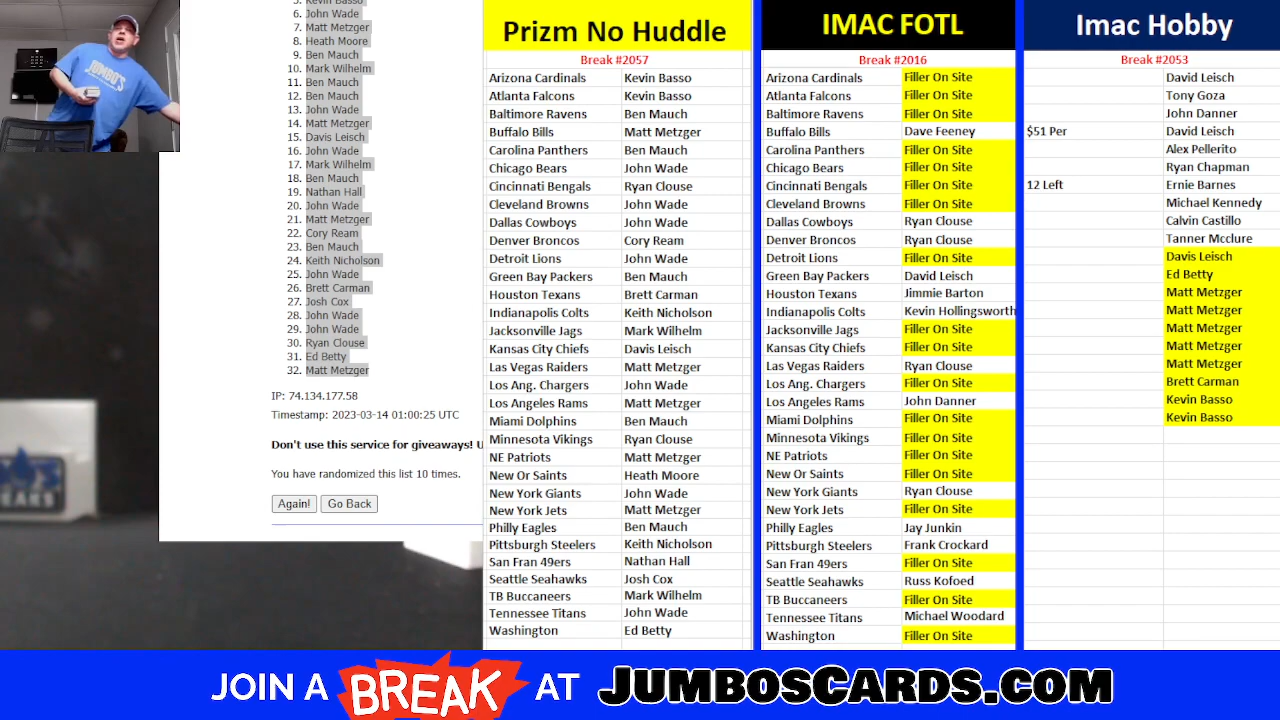 5. Kevin Basso
6. John Wade
7. Matt Metzger
8. Heath Moore
9. Ben Mauch
10. Mark Wilhelm
11. Ben Mauch
12. Ben Mauch
13. John Wade
14. Matt Metzger
15. Davis Leisch
16. John Wade
17. Mark Wilhelm
18. Ben Mauch
19. Nathan Hall
20. John Wade
21. Matt Metzger
22. Cory Ream
23. Ben Mauch
24. Keith Nicholson
25. John Wade
26. Brett Carman
27. Josh Cox
28. John Wade
29. John Wade
30. Ryan Clouse
31. Ed Betty
32. Matt Metzger
IP: 74.134.177.58
Timestamp: 2023-03-14 01:00:25 UTC
Don't use this service for giveaways! U
You have randomized this list 10 times.
Again! Go Back
Prizm No Huddle
Break #2057
Arizona Cardinals Kevin Basso
Atlanta Falcons Kevin Basso
Baltimore Ravens Ben Mauch
Buffalo Bills Matt Metzger
Carolina Panthers Ben Mauch
Chicago Bears John Wade
Cincinnati Bengals Ryan Clouse
Cleveland Browns John Wade
Dallas Cowboys John Wade
Denver Broncos Cory Ream
Detroit Lions John Wade
Green Bay Packers Ben Mauch
Houston Texans Brett Carman
Indianapolis Colts Keith Nicholson
Jacksonville Jags Mark Wilhelm
Kansas City Chiefs Davis Leisch
Las Vegas Raiders Matt Metzger
Los Ang. Chargers John Wade
Los Angeles Rams Matt Metzger
Miami Dolphins Ben Mauch
Minnesota Vikings Ryan Clouse
NE Patriots Matt Metzger
New Or Saints Heath Moore
New York Giants John Wade
New York Jets Matt Metzger
Philly Eagles Ben Mauch
Pittsburgh Steelers Keith Nicholson
San Fran 49ers Nathan Hall
Seattle Seahawks Josh Cox
TB Buccaneers Mark Wilhelm
Tennessee Titans John Wade
Washington Ed Betty
IMAC FOTL
Break #2016
Arizona Cardinals Filler On Site
Atlanta Falcons Filler On Site
Baltimore Ravens Filler On Site
Buffalo Bills Dave Feeney
Carolina Panthers Filler On Site
Chicago Bears Filler On Site
Cincinnati Bengals Filler On Site
Cleveland Browns Filler On Site
Dallas Cowboys Ryan Clouse
Denver Broncos Ryan Clouse
Detroit Lions Filler On Site
Green Bay Packers David Leisch
Houston Texans Jimmie Barton
Indianapolis Colts Kevin Hollingsworth
Jacksonville Jags Filler On Site
Kansas City Chiefs Filler On Site
Las Vegas Raiders Ryan Clouse
Los Ang. Chargers Filler On Site
Los Angeles Rams John Danner
Miami Dolphins Filler On Site
Minnesota Vikings Filler On Site
NE Patriots Filler On Site
New Or Saints Filler On Site
New York Giants Ryan Clouse
New York Jets Filler On Site
Philly Eagles Jay Junkin
Pittsburgh Steelers Frank Crockard
San Fran 49ers Filler On Site
Seattle Seahawks Russ Kofoed
TB Buccaneers Filler On Site
Tennessee Titans Michael Woodard
Washington Filler On Site
Imac Hobby
Break #2053
David Leisch
Tony Goza
John Danner
$51 Per David Leisch
Alex Pellerito
Ryan Chapman
12 Left Ernie Barnes
Michael Kennedy
Calvin Castillo
Tanner Mcclure
Davis Leisch
Ed Betty
Matt Metzger
Matt Metzger
Matt Metzger
Matt Metzger
Matt Metzger
Brett Carman
Kevin Basso
Kevin Basso
JUMBO'S
JOIN A BREAK AT JUMBOSCARDS.COM